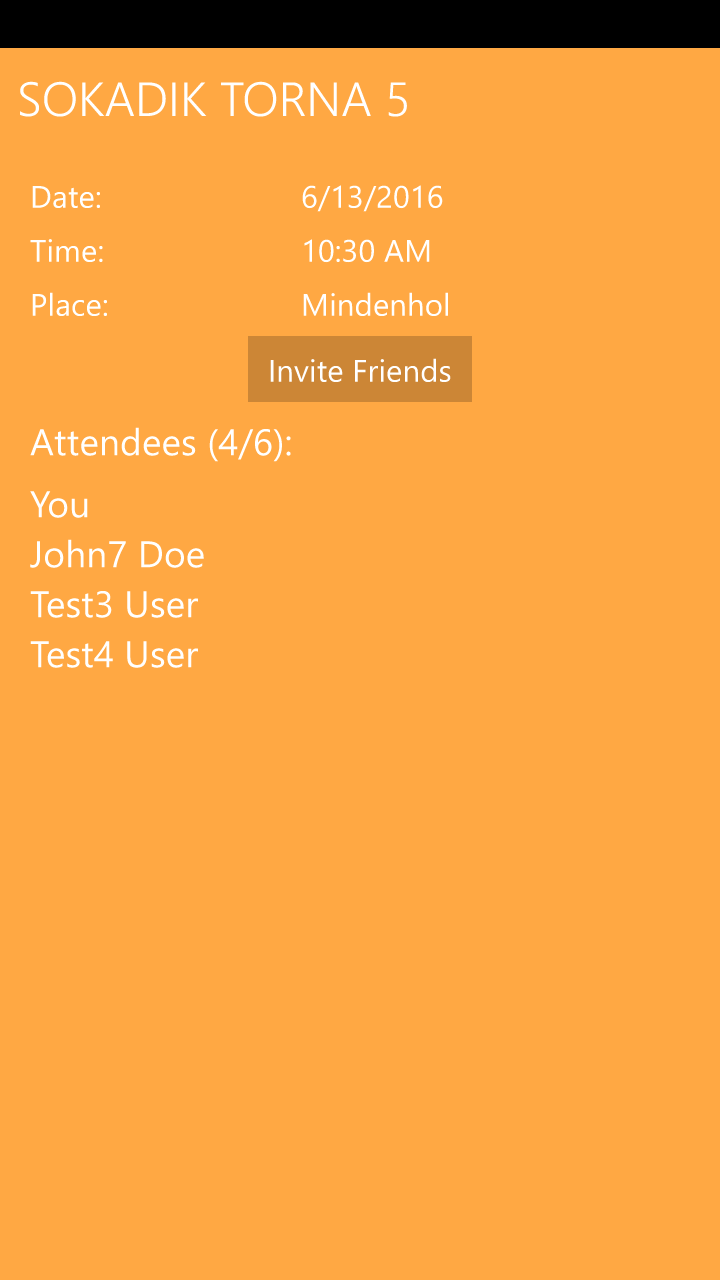 SOKADIK TORNA 5
Date: 6/13/2016
Time: 10:30 AM
Place: Mindenhol
Invite Friends
Attendees (4/6):
You
John7 Doe
Test3 User
Test4 User